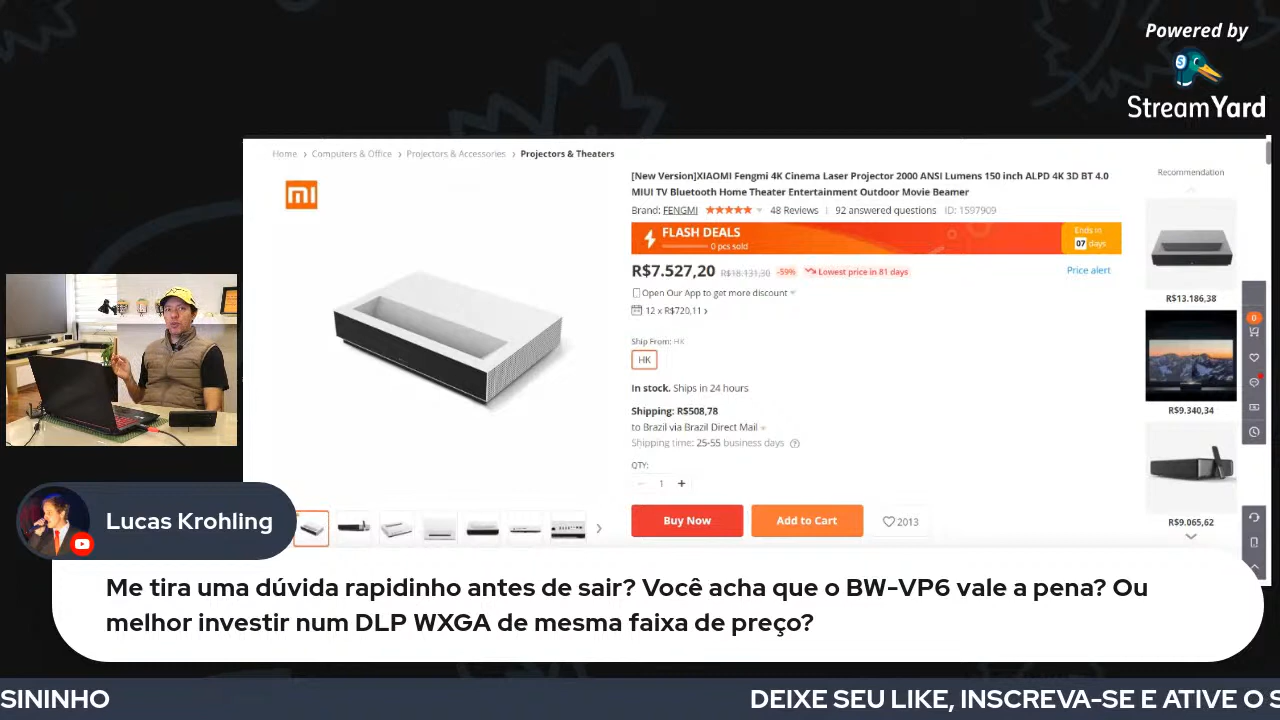 Powered by
StreamYard
Home > Computers & Office > Projectors & Accessories > Projectors & Theaters
mi
[New Version]XIAOMI Fengmi 4K Cinema Laser Projector 2000 ANSI Lumens 150 inch ALPD 4K 3D BT 4.0
MIUI TV Bluetooth Home Theater Entertainment Outdoor Movie Beamer
Brand: FENGMI 48 Reviews | 92 answered questions ID: 1597909
FLASH DEALS
0 pcs sold
Ends in
07 days
R$7.527,20 R$18.131,30 -59% Lowest price in 81 days
Price alert
Open Our App to get more discount
12 x R$720,11 >
Ship From: HK
HK
In stock. Ships in 24 hours
Shipping: R$508,78
to Brazil via Brazil Direct Mail
Shipping time: 25-55 business days ?
QTY:
− 1 +
Buy Now
Add to Cart
2013
Recommendation
R$13.186,38
R$9.340,34
R$9.065,62
0
Lucas Krohling
Me tira uma dúvida rapidinho antes de sair? Você acha que o BW-VP6 vale a pena? Ou
melhor investir num DLP WXGA de mesma faixa de preço?
SININHO
DEIXE SEU LIKE, INSCREVA-SE E ATIVE O S